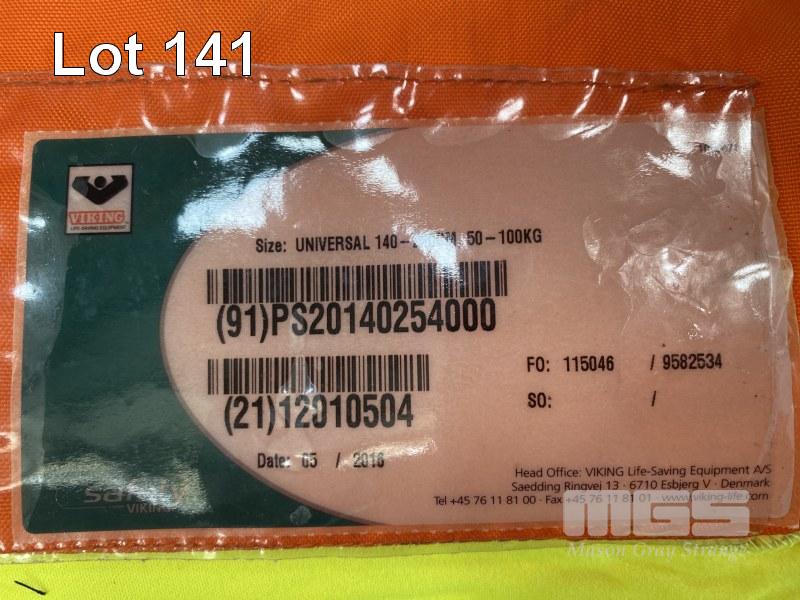 Lot 141
VIKING
LIFE-SAVING EQUIPMENT
Size: UNIVERSAL 140- 50-100KG
(91)PS20140254000
(21)12010504
FO: 115046 / 9582534
SO: /
Date: 05 / 2016
Head Office: VIKING Life-Saving Equipment A/S
Saedding Ringvej 13 · 6710 Esbjerg V · Denmark
Tel +45 76 11 81 00 · Fax +45 76 11 81 01 · www.viking-life.com
safety
VIKING
MGS
Mason Gray Strange